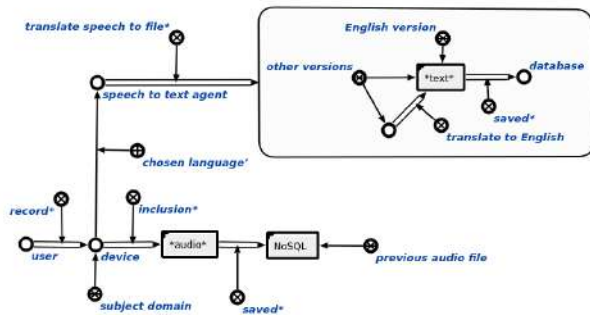 translate speech to file*
English version
other versions
*text*
database
speech to text agent
saved*
translate to English
chosen language'
record*
inclusion*
*audio*
NoSQL
user
device
previous audio file
subject domain
saved*